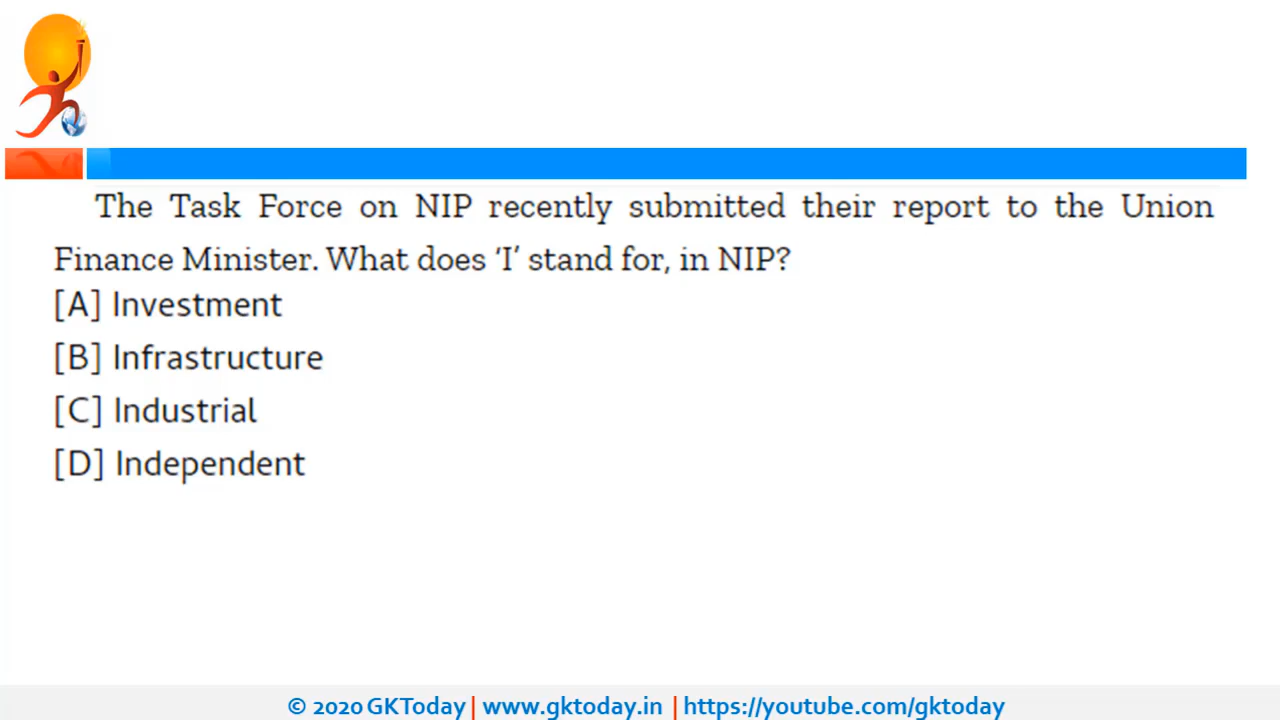 The Task Force on NIP recently submitted their report to the Union
Finance Minister. What does ‘I’ stand for, in NIP?
[A] Investment
[B] Infrastructure
[C] Industrial
[D] Independent
© 2020 GKToday | www.gktoday.in | https://youtube.com/gktoday